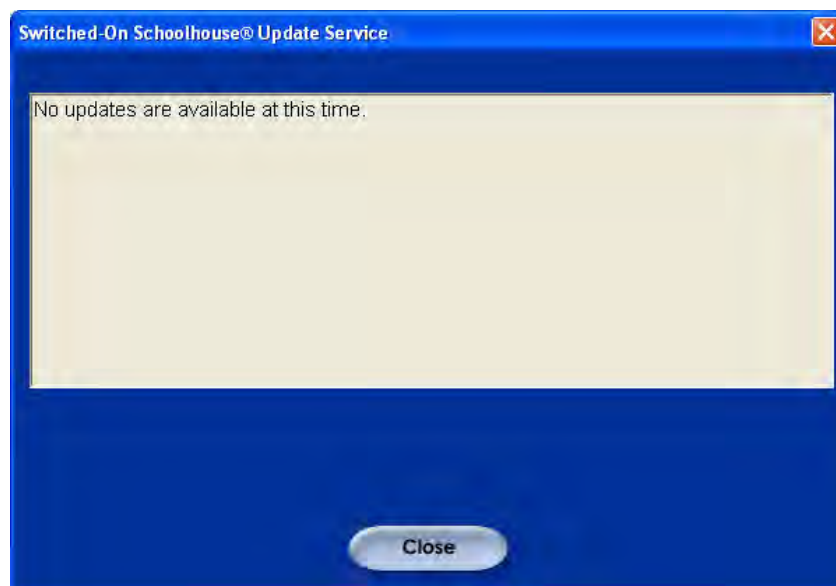 Switched-On Schoolhouse® Update Service
No updates are available at this time.
Close